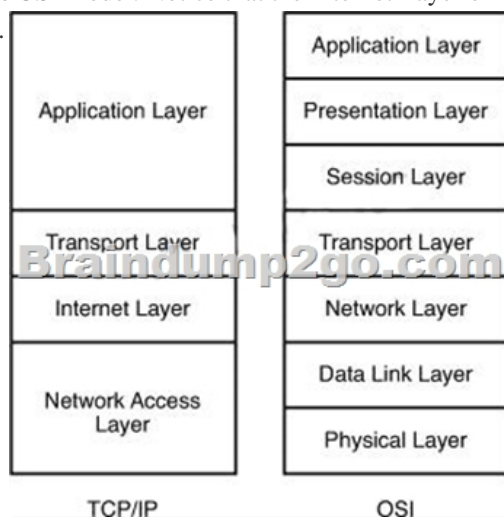 .
Application Layer
Transport Layer
Internet Layer
Network Access
Layer
TCP/IP
Application Layer
Presentation Layer
Session Layer
Transport Layer
Network Layer
Data Link Layer
Physical Layer
OSI
Braindump2go.com